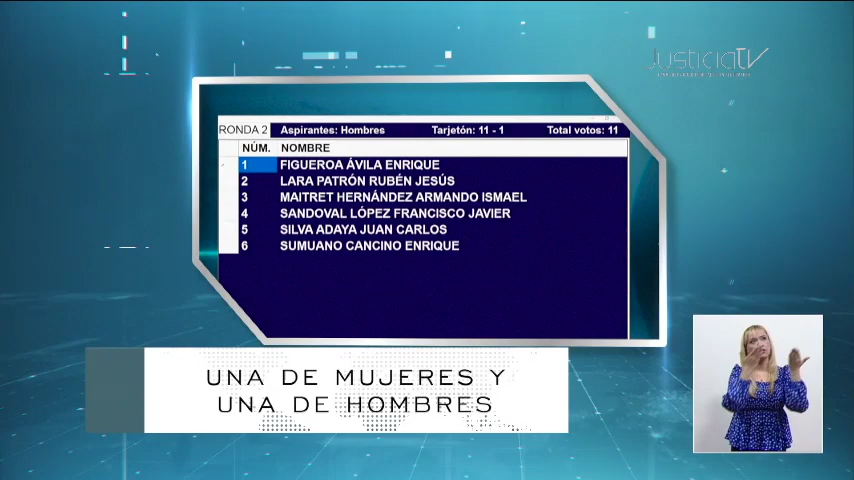 JusticiaTV
RONDA 2 Aspirantes: Hombres Tarjetón: 11 - 1 Total votos: 11
NÚM. NOMBRE
1 FIGUEROA ÁVILA ENRIQUE
2 LARA PATRÓN RUBÉN JESÚS
3 MAITRET HERNÁNDEZ ARMANDO ISMAEL
4 SANDOVAL LÓPEZ FRANCISCO JAVIER
5 SILVA ADAYA JUAN CARLOS
6 SUMUANO CANCINO ENRIQUE
UNA DE MUJERES Y
UNA DE HOMBRES